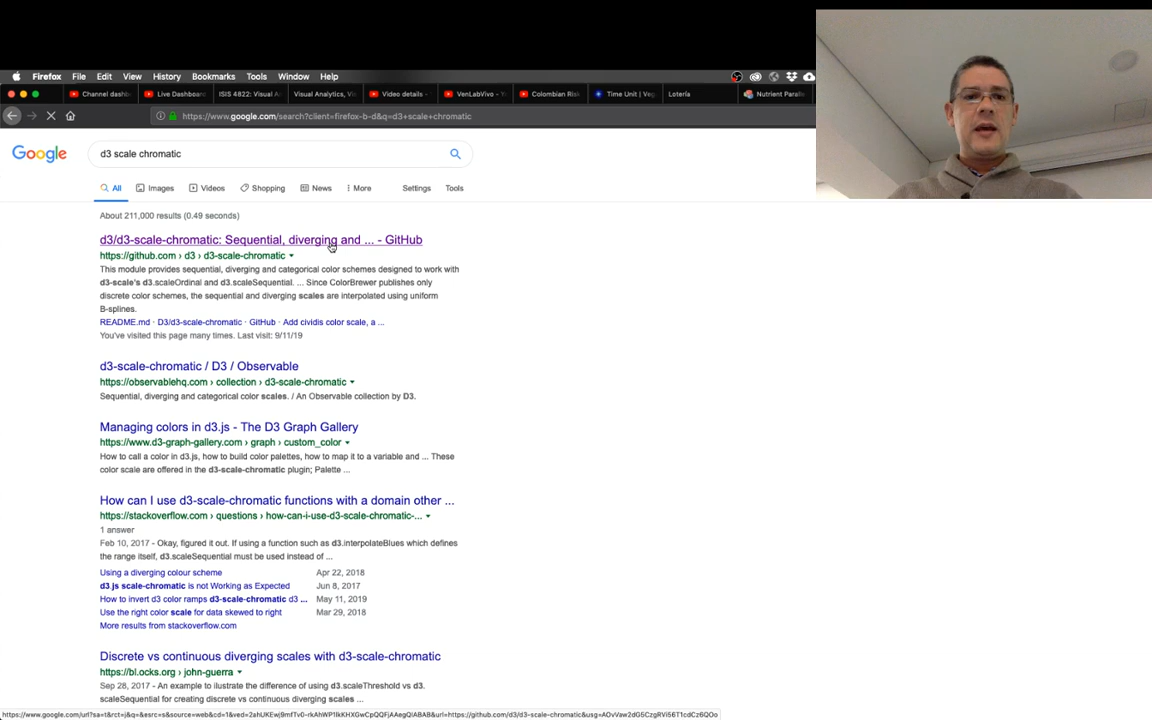 Firefox File Edit View History Bookmarks Tools Window Help
Channel dashb Live Dashboard ISIS 4822: Visual A Visual Analytics, Vi Video details - VenLabVivo - Y Colombian Ris Time Unit | Veg Lotería Nutrient Parall
https://www.google.com/search?client=firefox-b-d&q=d3+scale+chromatic
Google
d3 scale chromatic
All Images Videos Shopping News More Settings Tools
About 211,000 results (0.49 seconds)
d3/d3-scale-chromatic: Sequential, diverging and ... - GitHub
https://github.com › d3 › d3-scale-chromatic
This module provides sequential, diverging and categorical color schemes designed to work with
d3-scale's d3.scaleOrdinal and d3.scaleSequential. ... Since ColorBrewer publishes only
discrete color schemes, the sequential and diverging scales are interpolated using uniform
B-splines.
README.md · D3/d3-scale-chromatic · GitHub · Add cividis color scale, a ...
You've visited this page many times. Last visit: 9/11/19
d3-scale-chromatic / D3 / Observable
https://observablehq.com › collection › d3-scale-chromatic
Sequential, diverging and categorical color scales. / An Observable collection by D3.
Managing colors in d3.js - The D3 Graph Gallery
https://www.d3-graph-gallery.com › graph › custom_color
How to call a color in d3.js, how to build color palettes, how to map it to a variable and ... These
color scale are offered in the d3-scale-chromatic plugin; Palette ...
How can I use d3-scale-chromatic functions with a domain other ...
https://stackoverflow.com › questions › how-can-i-use-d3-scale-chromatic-...
1 answer
Feb 10, 2017 - Okay, figured it out. If using a function such as d3.interpolateBlues which defines
the range itself, d3.scaleSequential must be used instead of ...
Using a diverging colour scheme Apr 22, 2018
d3.js scale-chromatic is not Working as Expected Jun 8, 2017
How to invert d3 color ramps d3-scale-chromatic d3 ... May 11, 2019
Use the right color scale for data skewed to right Mar 29, 2018
More results from stackoverflow.com
Discrete vs continuous diverging scales with d3-scale-chromatic
https://bl.ocks.org › john-guerra
Sep 28, 2017 - An example to ilustrate the difference of using d3.scaleThreshold vs d3.
scaleSequential for creating discrete vs continuous diverging scales ...